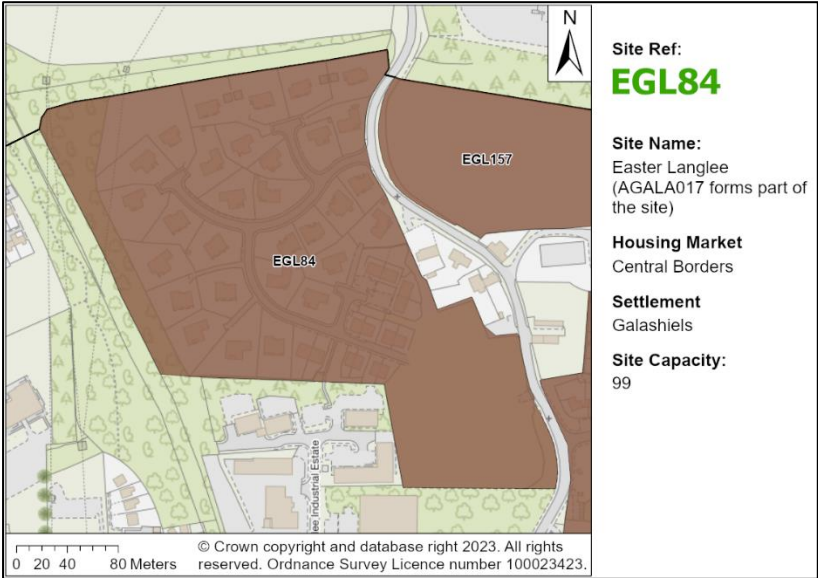 N
EGL157
EGL84
lee Industrial Estate
0 20 40 80 Meters
© Crown copyright and database right 2023. All rights
reserved. Ordnance Survey Licence number 100023423.
Site Ref:
EGL84
Site Name:
Easter Langlee
(AGALA017 forms part of
the site)
Housing Market
Central Borders
Settlement
Galashiels
Site Capacity:
99